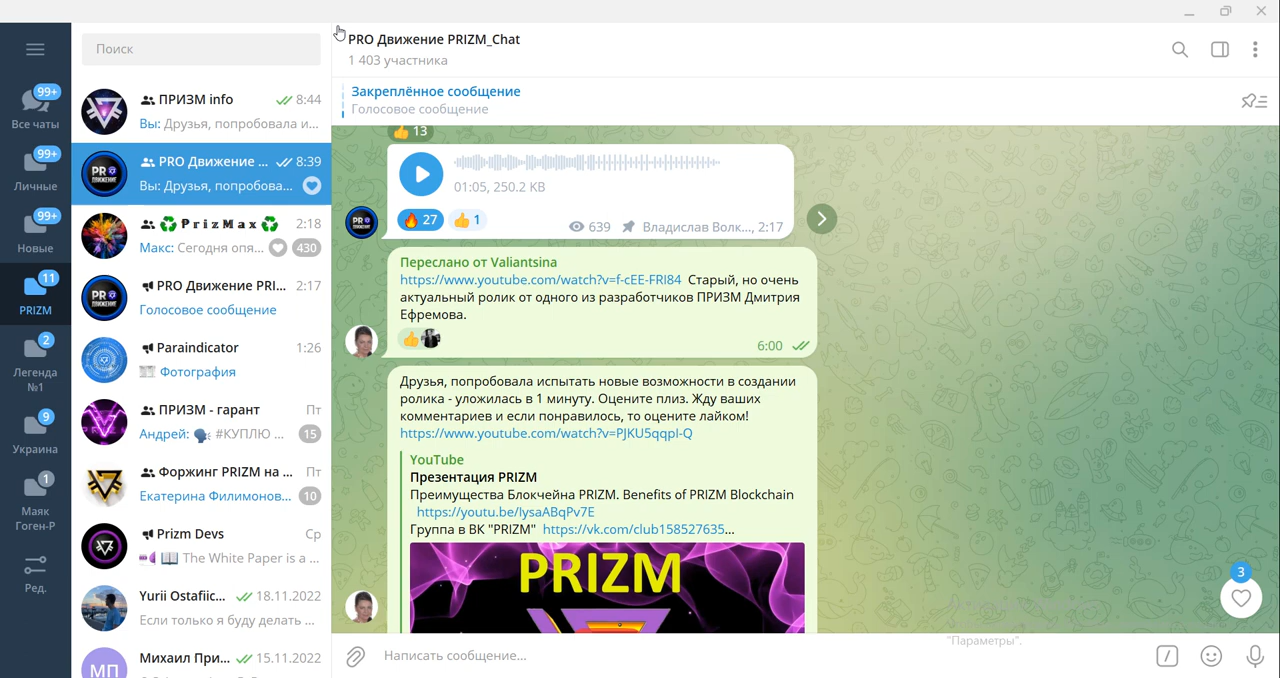 Поиск
99+
Все чаты
99+
Личные
99+
Новые
11
PRIZM
2
Легенда
№1
9
Украина
1
Маяк
Гоген-Р
Ред.
ПРИЗМ info 8:44
Вы: Друзья, попробовала и...
PRO Движение ... 8:39
Вы: Друзья, попробова...
PrizMax 2:18
Макс: Сегодня опя... 430
PRO Движение PRI... 2:17
Голосовое сообщение
Paraindicator 1:26
Фотография
ПРИЗМ - гарант Пт
Андрей: #КУПЛЮ ... 15
Форжинг PRIZM на ... Пт
Екатерина Филимонов... 10
Prizm Devs Ср
The White Paper is a ...
Yurii Ostafiic... 18.11.2022
Если только я буду делать ...
МП
Михаил При... 15.11.2022
PRO Движение PRIZM_Chat
1 403 участника
Закреплённое сообщение
Голосовое сообщение
13
01:05, 250.2 KB
27 1 639 Владислав Волк..., 2:17
Переслано от Valiantsina
https://www.youtube.com/watch?v=f-cEE-FRI84 Старый, но очень
актуальный ролик от одного из разработчиков ПРИЗМ Дмитрия
Ефремова.
6:00
Друзья, попробовала испытать новые возможности в создании
ролика - уложилась в 1 минуту. Оцените плиз. Жду ваших
комментариев и если понравилось, то оцените лайком!
https://www.youtube.com/watch?v=PJKU5qqpI-Q
YouTube
Презентация PRIZM
Преимущества Блокчейна PRIZM. Benefits of PRIZM Blockchain
https://youtu.be/IysaABqPv7E
Группа в ВК "PRIZM" https://vk.com/club158527635...
PRIZM
3
"Параметры".
Написать сообщение...